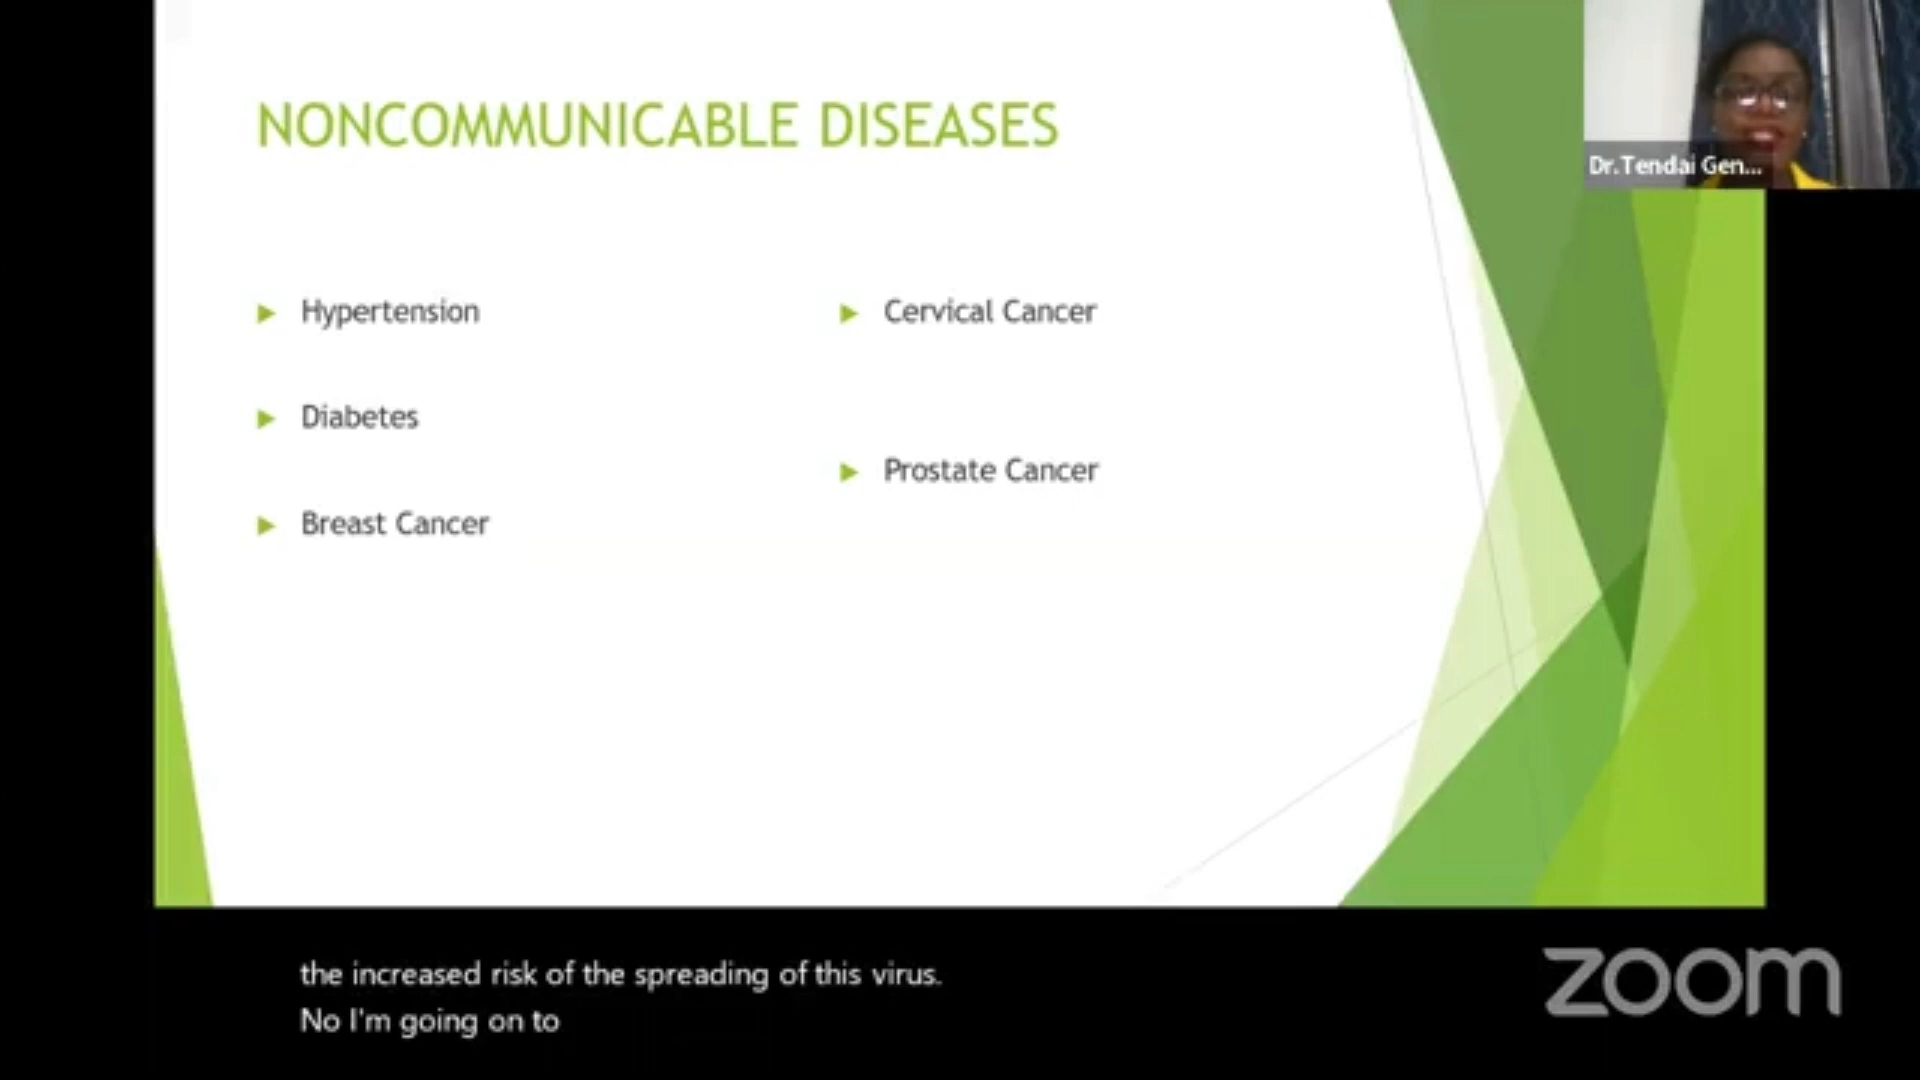 NONCOMMUNICABLE DISEASES
Hypertension
Diabetes
Breast Cancer
Cervical Cancer
Prostate Cancer
Dr.Tendai Gen...
the increased risk of the spreading of this virus.
No I'm going on to
zoom